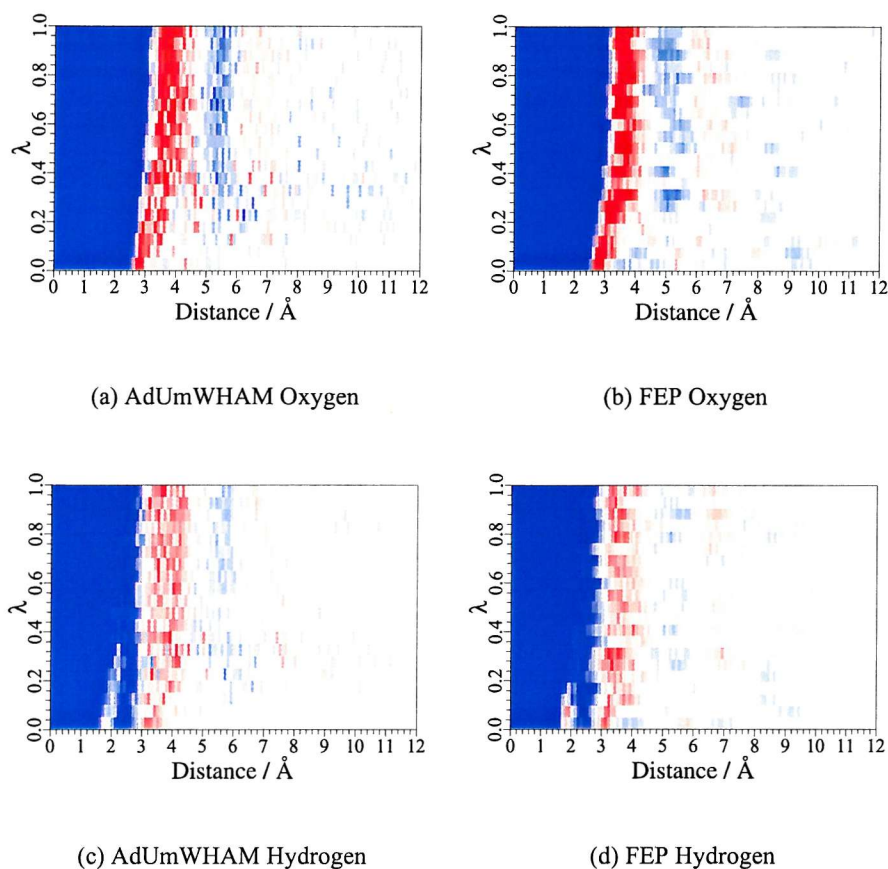 1.0
0.8
0.6
λ
0.4
0.2
0.0
0 1 2 3 4 5 6 7 8 9 10 11 12
Distance / Å
(a) AdUmWHAM Oxygen
1.0
0.8
0.6
λ
0.4
0.2
0.0
0 1 2 3 4 5 6 7 8 9 10 11 12
Distance / Å
(b) FEP Oxygen
1.0
0.8
0.6
λ
0.4
0.2
0.0
0 1 2 3 4 5 6 7 8 9 10 11 12
Distance / Å
(c) AdUmWHAM Hydrogen
1.0
0.8
0.6
λ
0.4
0.2
0.0
0 1 2 3 4 5 6 7 8 9 10 11 12
Distance / Å
(d) FEP Hydrogen